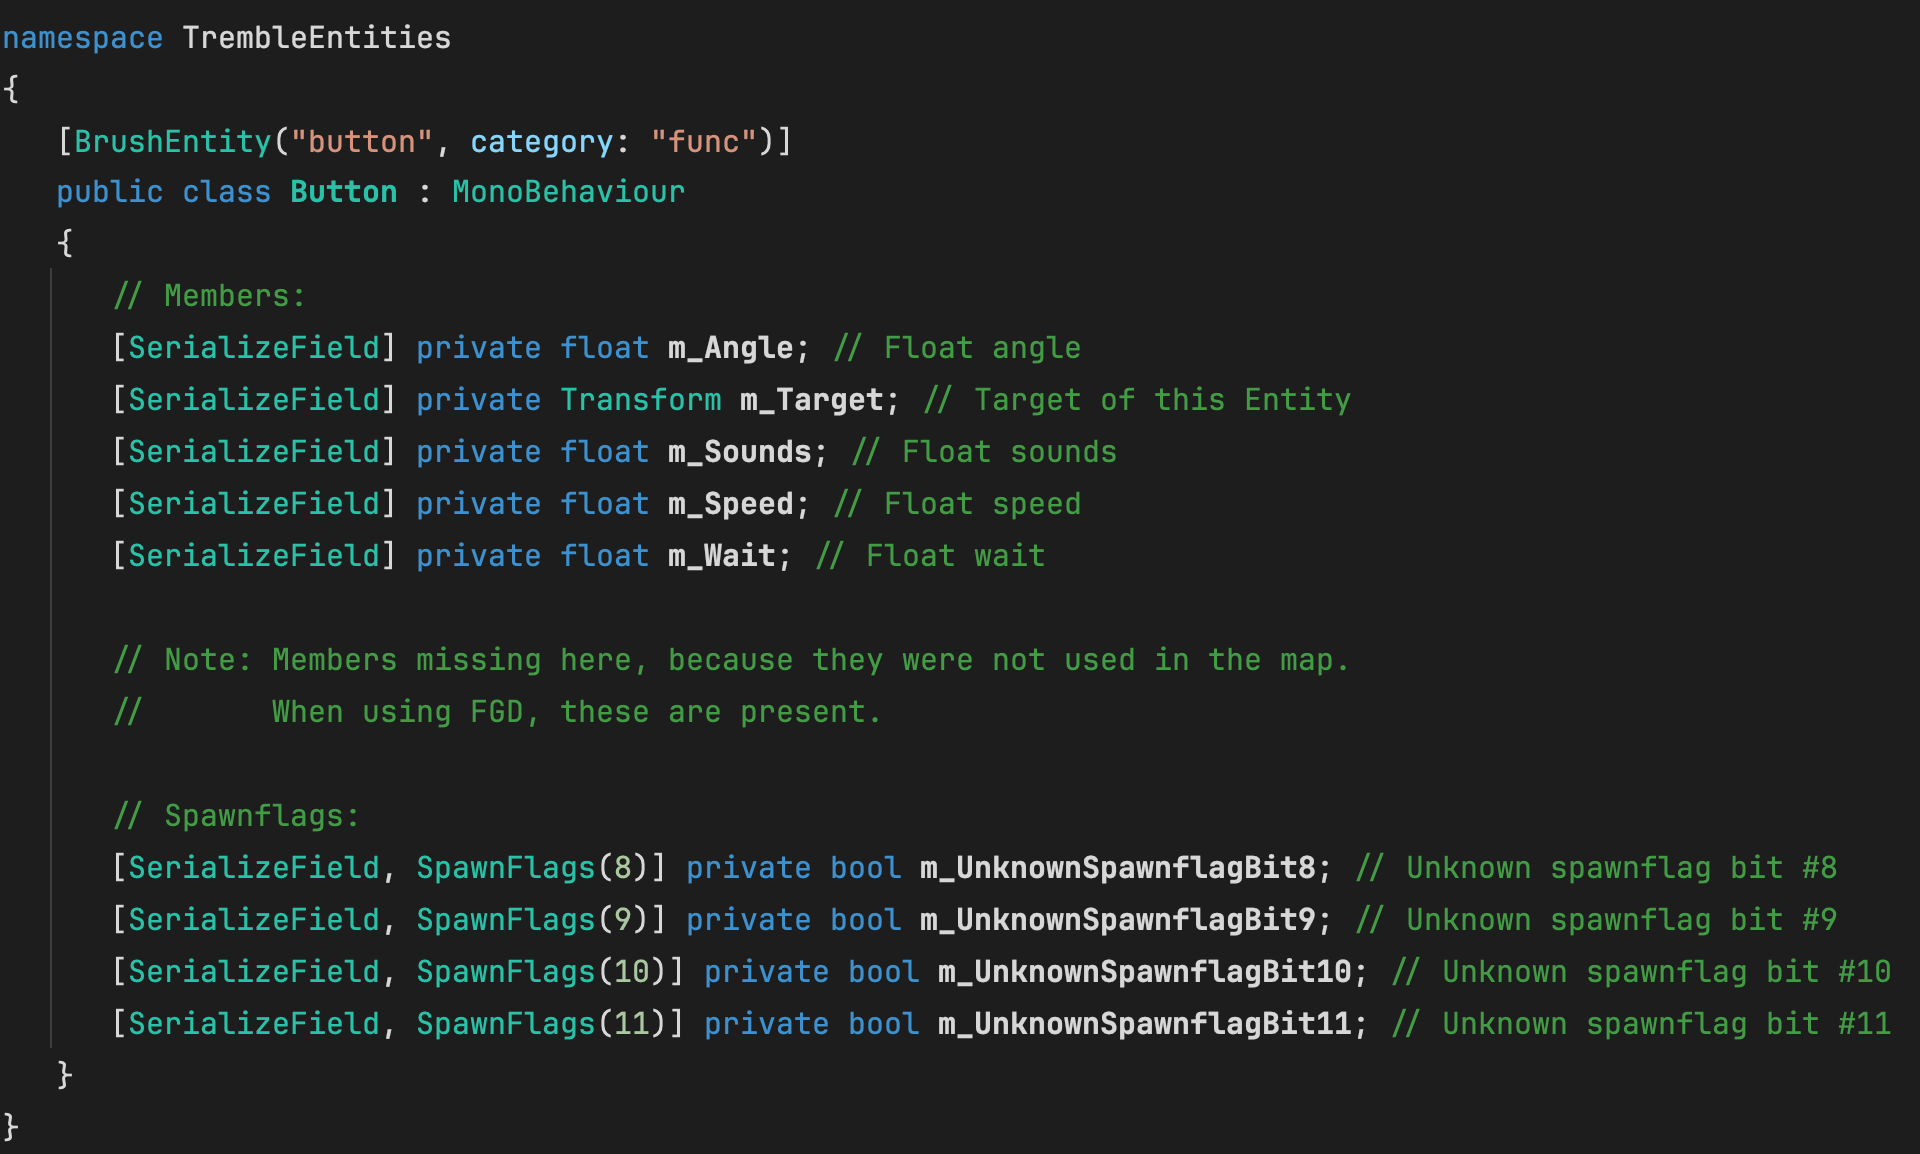 namespace TrembleEntities
{
[BrushEntity("button", category: "func")]
public class Button : MonoBehaviour
{
// Members:
[SerializeField] private float m_Angle; // Float angle
[SerializeField] private Transform m_Target; // Target of this Entity
[SerializeField] private float m_Sounds; // Float sounds
[SerializeField] private float m_Speed; // Float speed
[SerializeField] private float m_Wait; // Float wait
// Note: Members missing here, because they were not used in the map.
//       When using FGD, these are present.
// Spawnflags:
[SerializeField, SpawnFlags(8)] private bool m_UnknownSpawnflagBit8; // Unknown spawnflag bit #8
[SerializeField, SpawnFlags(9)] private bool m_UnknownSpawnflagBit9; // Unknown spawnflag bit #9
[SerializeField, SpawnFlags(10)] private bool m_UnknownSpawnflagBit10; // Unknown spawnflag bit #10
[SerializeField, SpawnFlags(11)] private bool m_UnknownSpawnflagBit11; // Unknown spawnflag bit #11
}
}